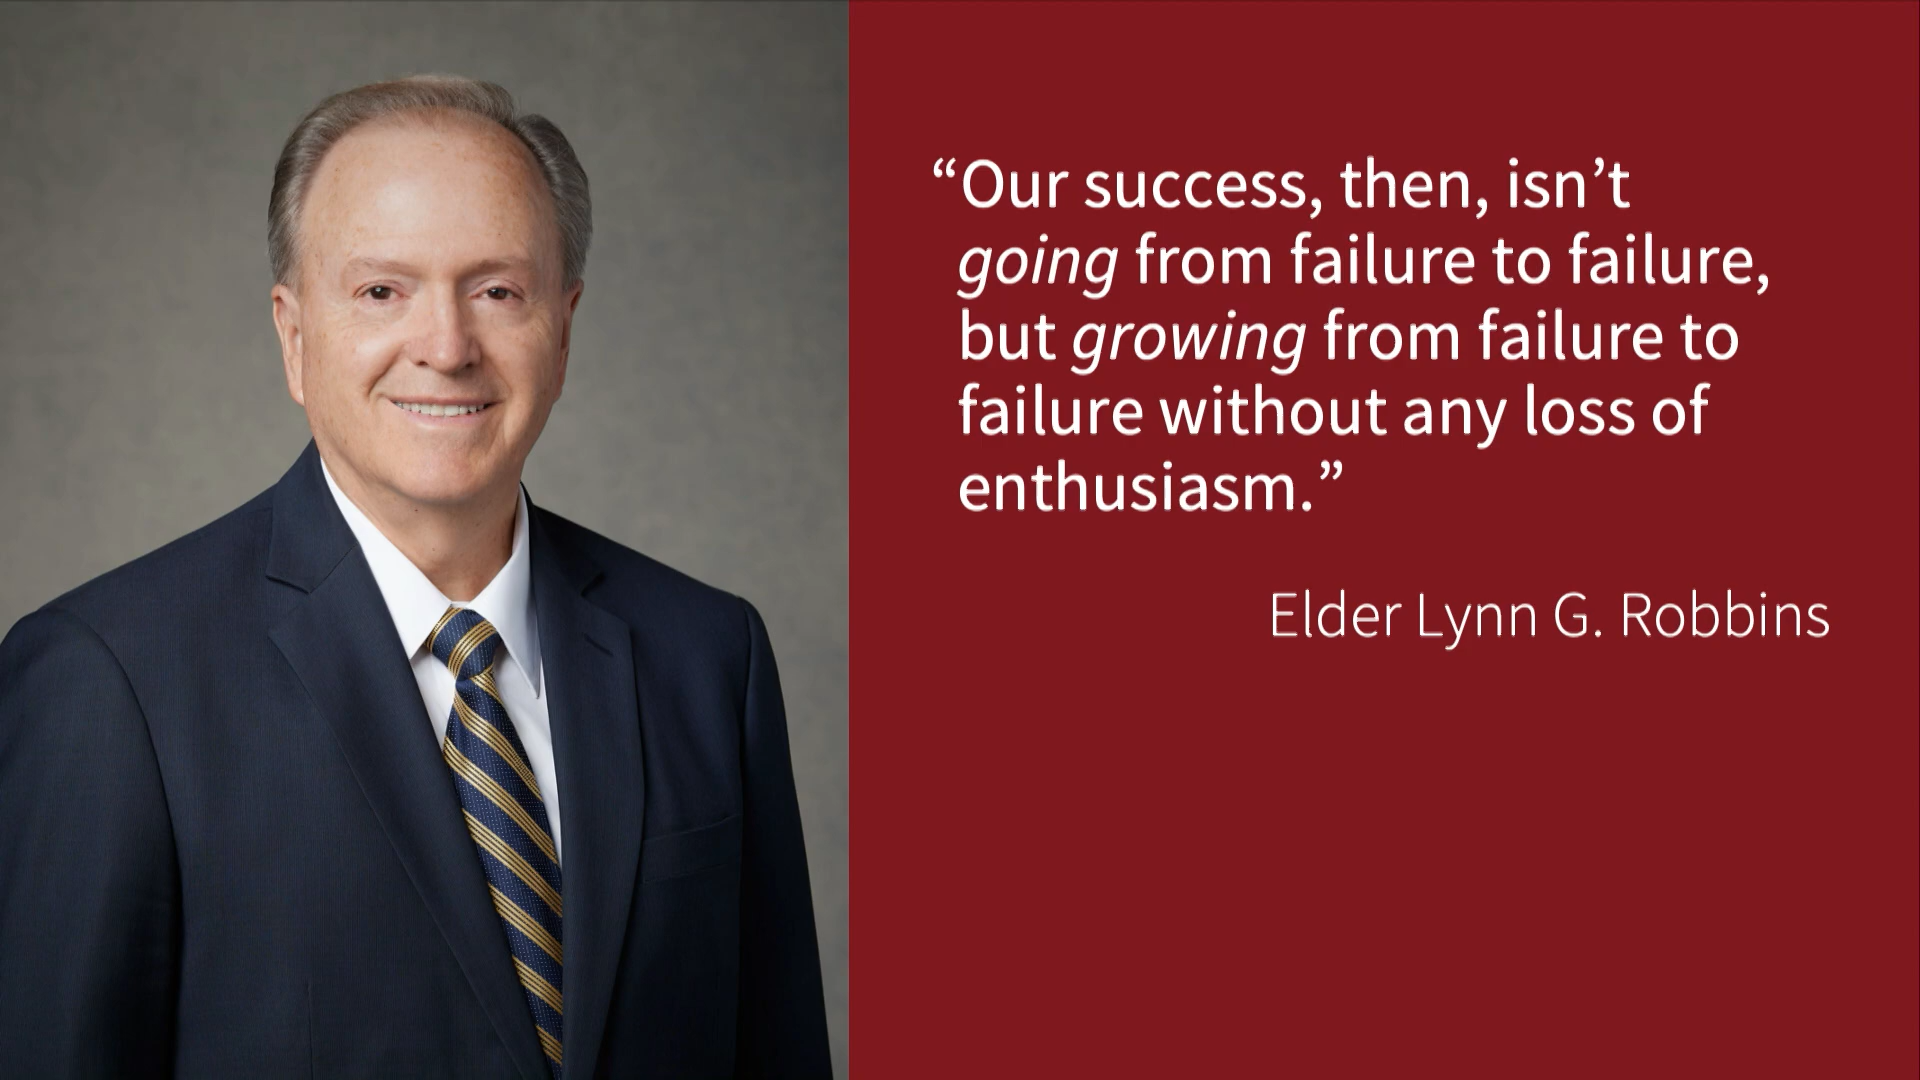 “Our success, then, isn’t
going from failure to failure,
but growing from failure to
failure without any loss of
enthusiasm.”
Elder Lynn G. Robbins